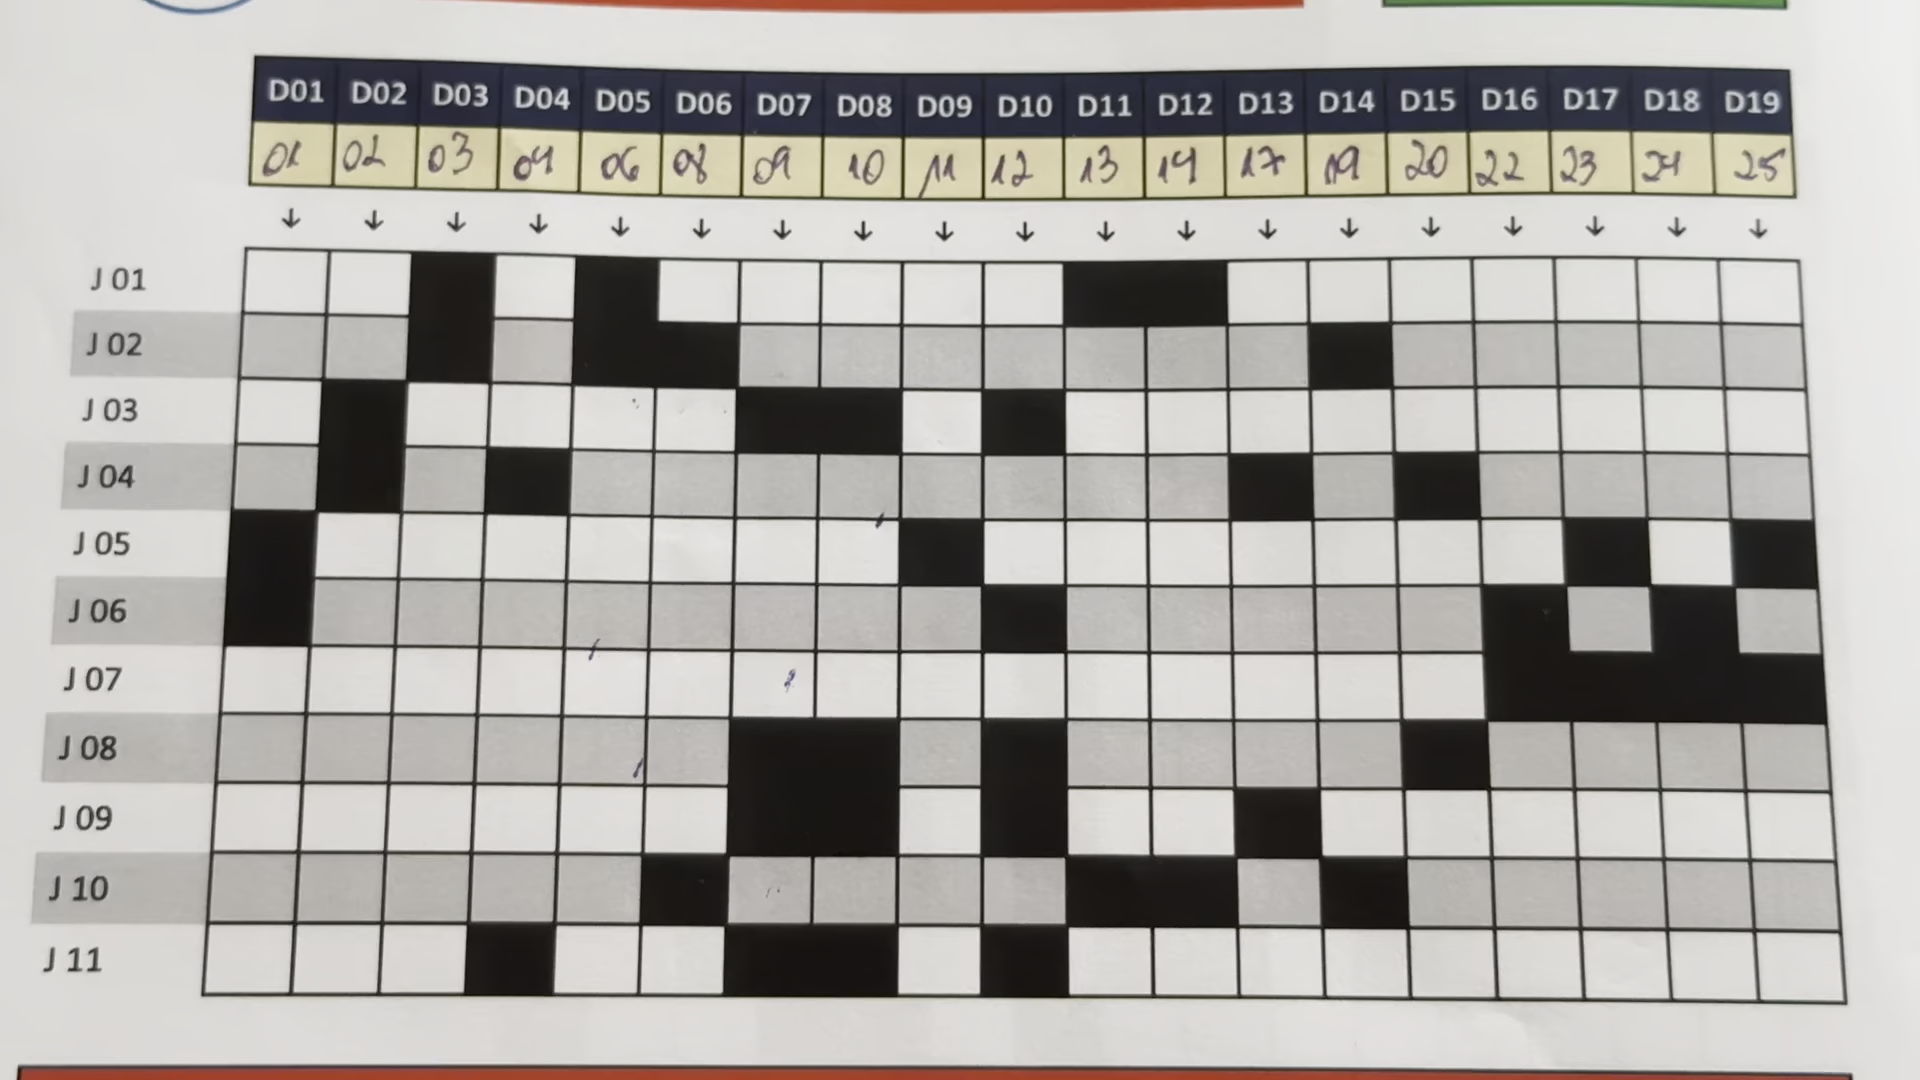 D01 D02 D03 D04 D05 D06 D07 D08 D09 D10 D11 D12 D13 D14 D15 D16 D17 D18 D19
01 02 03 04 06 08 09 10 11 12 13 14 17 19 20 22 23 24 25
↓ ↓ ↓ ↓ ↓ ↓ ↓ ↓ ↓ ↓ ↓ ↓ ↓ ↓ ↓ ↓ ↓ ↓ ↓
J 01
J 02
J 03
J 04
J 05
J 06
J 07
J 08
J 09
J 10
J 11